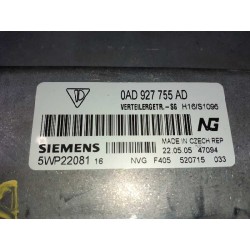 0AD 927 755 AD
VERTEILERGETR. -SG H16/S1096
NG
SIEMENS
MADE IN CZECH REP
22.05.05 47094
5WP22081 16 NVG F405 520715 033